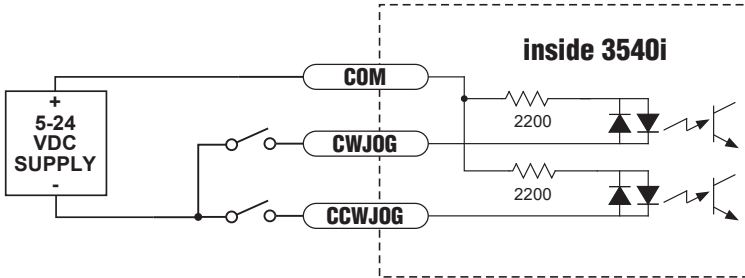 inside 3540i
COM
+
5-24
VDC
SUPPLY
-
2200
CWJOG
2200
CCWJOG